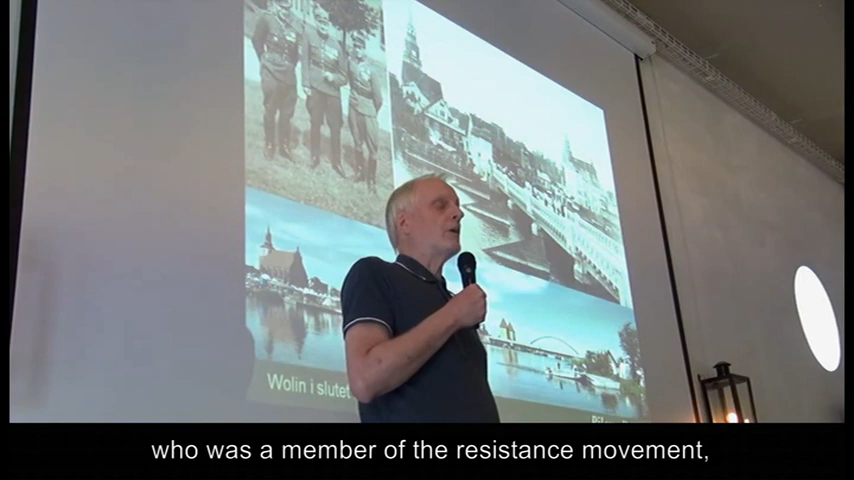 Wolin i slutet
who was a member of the resistance movement,